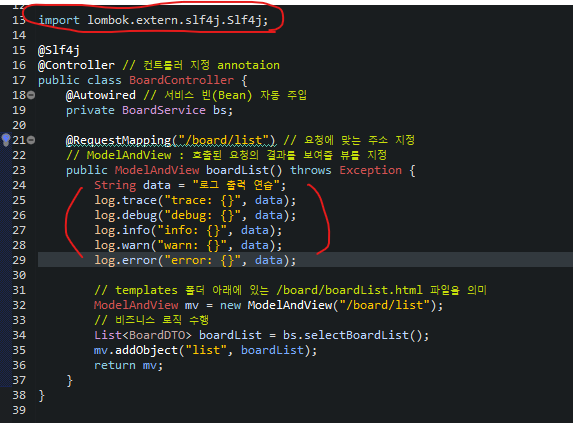 12
13 import lombok.extern.slf4j.Slf4j;
14
15 @Slf4j
16 @Controller // 컨트롤러 지정 annotaion
17 public class BoardController {
18 @Autowired // 서비스 빈(Bean) 자동 주입
19 private BoardService bs;
20
21 @RequestMapping("/board/list") // 요청에 맞는 주소 지정
22 // ModelAndView : 호출된 요청의 결과를 보여줄 뷰를 지정
23 public ModelAndView boardList() throws Exception {
24 String data = "로그 출력 연습";
25 log.trace("trace: {}", data);
26 log.debug("debug: {}", data);
27 log.info("info: {}", data);
28 log.warn("warn: {}", data);
29 log.error("error: {}", data);
30
31 // templates 폴더 아래에 있는 /board/boardList.html 파일을 의미
32 ModelAndView mv = new ModelAndView("/board/list");
33 // 비즈니스 로직 수행
34 List<BoardDTO> boardList = bs.selectBoardList();
35 mv.addObject("list", boardList);
36 return mv;
37 }
38 }
39